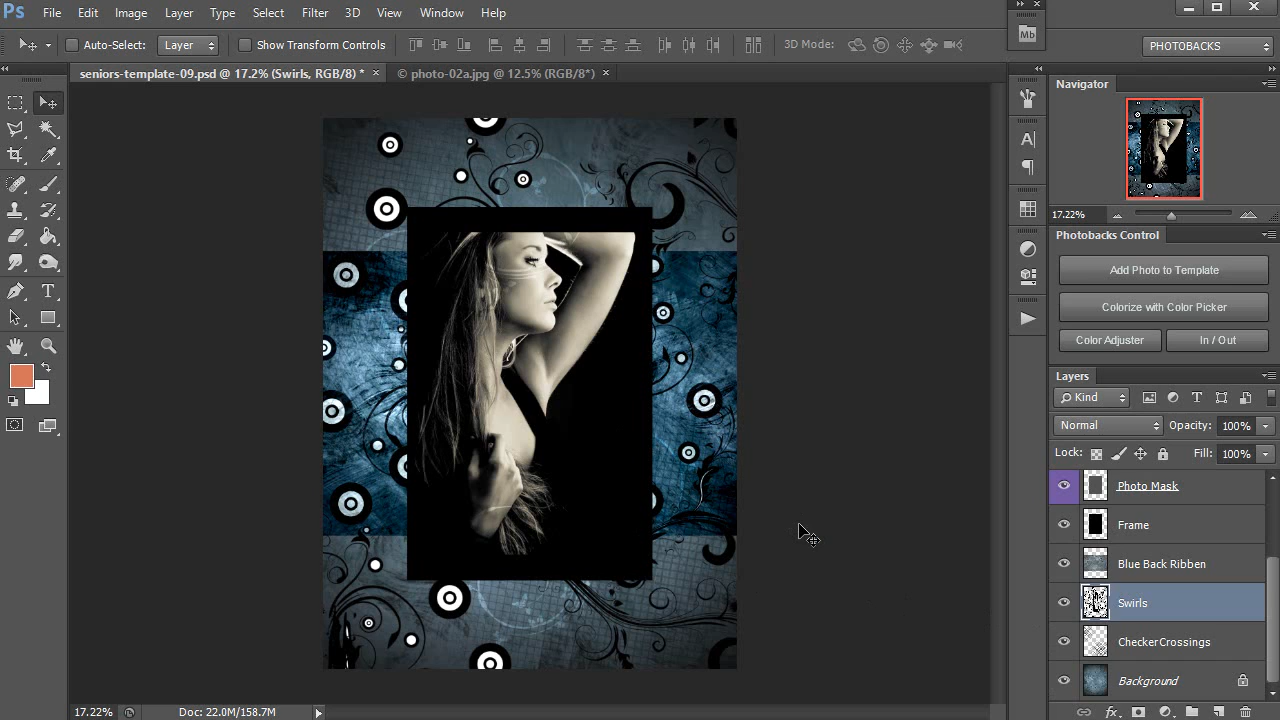 Ps File Edit Image Layer Type Select Filter 3D View Window Help
Mb
Auto-Select: Layer Show Transform Controls 3D Mode: PHOTOBACKS
seniors-template-09.psd @ 17.2% (Swirls, RGB/8) * × © photo-02a.jpg @ 12.5% (RGB/8*) ×
Navigator
17.22%
Photobacks Control
Add Photo to Template
Colorize with Color Picker
Color Adjuster In / Out
Layers
Kind
Normal Opacity: 100%
Lock: Fill: 100%
Photo Mask
Frame
Blue Back Ribben
Swirls
CheckerCrossings
Background
17.22% Doc: 22.0M/158.7M